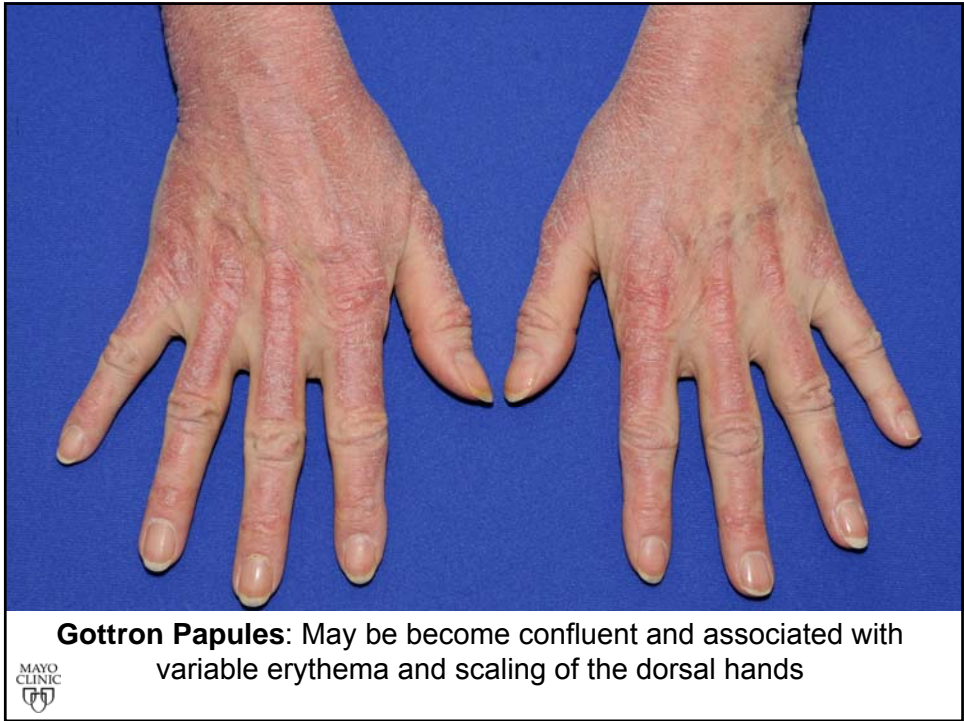 Gottron Papules: May be become confluent and associated with
variable erythema and scaling of the dorsal hands
MAYO
CLINIC